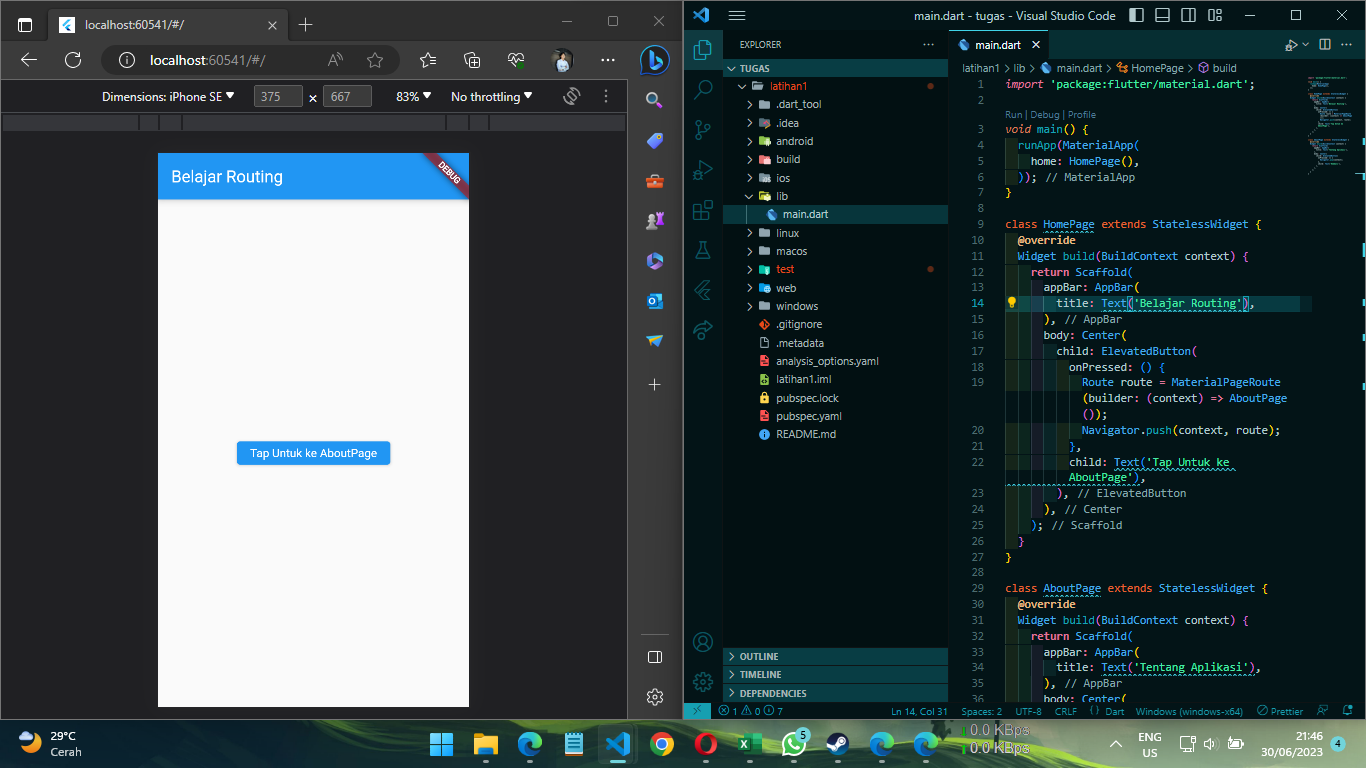 localhost:60541/#/
localhost:60541/#/
Dimensions: iPhone SE
375
×
667
83%
No throttling
Belajar Routing
DEBUG
Tap Untuk ke AboutPage
main.dart - tugas - Visual Studio Code
EXPLORER
TUGAS
latihan1
.dart_tool
.idea
android
build
ios
lib
main.dart
linux
macos
test
web
windows
.gitignore
.metadata
analysis_options.yaml
latihan1.iml
pubspec.lock
pubspec.yaml
README.md
OUTLINE
TIMELINE
DEPENDENCIES
main.dart
latihan1 > lib > main.dart > HomePage > build
1 import 'package:flutter/material.dart';
2
Run | Debug | Profile
3 void main() {
4 runApp(MaterialApp(
5 home: HomePage(),
6 )); // MaterialApp
7 }
8
9 class HomePage extends StatelessWidget {
10 @override
11 Widget build(BuildContext context) {
12 return Scaffold(
13 appBar: AppBar(
14 title: Text('Belajar Routing'),
15 ), // AppBar
16 body: Center(
17 child: ElevatedButton(
18 onPressed: () {
19 Route route = MaterialPageRoute
(builder: (context) => AboutPage
());
20 Navigator.push(context, route);
21 },
22 child: Text('Tap Untuk ke
AboutPage'),
23 ), // ElevatedButton
24 ), // Center
25 ); // Scaffold
26 }
27 }
28
29 class AboutPage extends StatelessWidget {
30 @override
31 Widget build(BuildContext context) {
32 return Scaffold(
33 appBar: AppBar(
34 title: Text('Tentang Aplikasi'),
35 ), // AppBar
36 body: Center(
1 0 7
Ln 14, Col 31
Spaces: 2
UTF-8
CRLF
{ } Dart
Windows (windows-x64)
Prettier
29°C
Cerah
5
0.0 KBps
0.0 KBps
ENG
US
21:46
30/06/2023
4